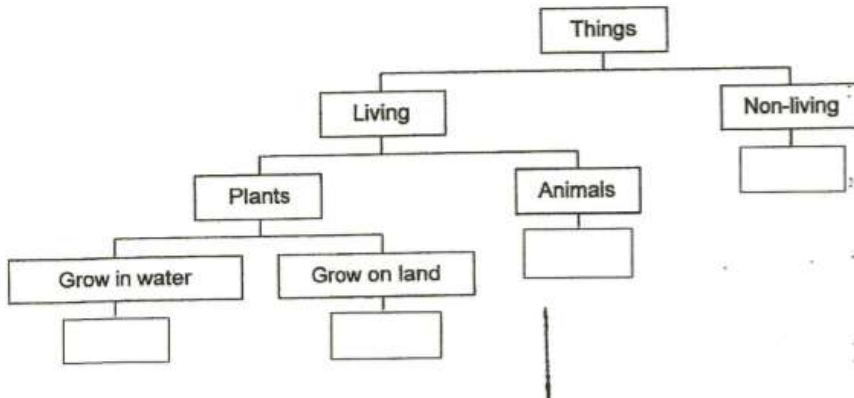 Things
Living
Non-living
Plants
Animals
Grow in water
Grow on land